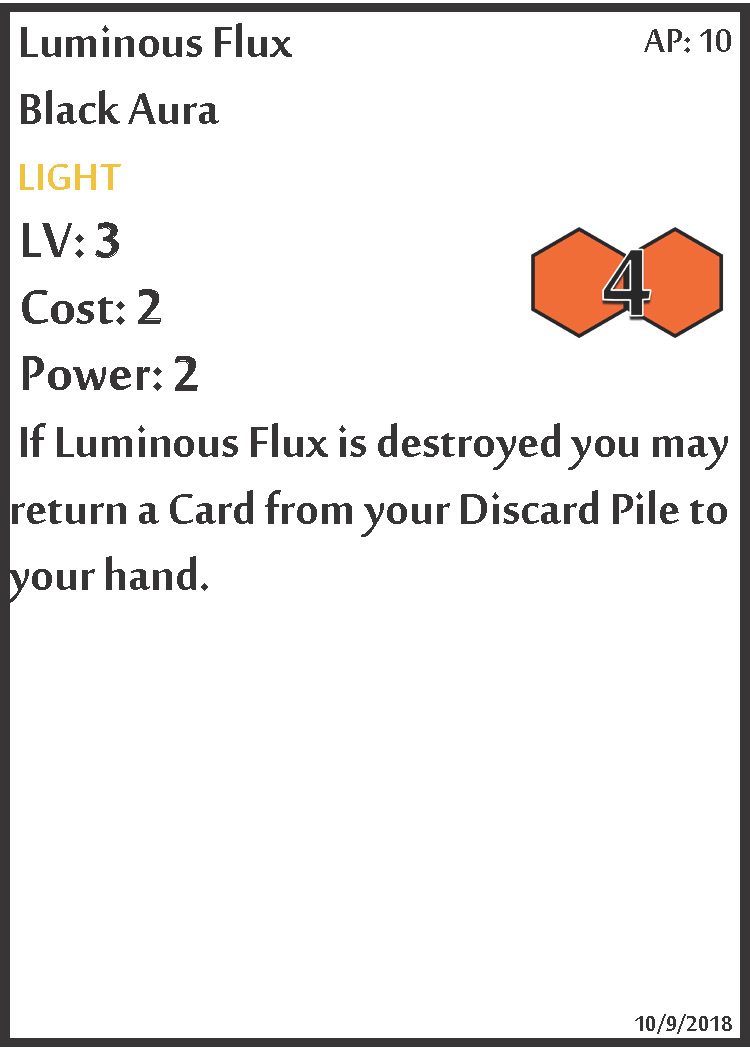 Luminous Flux
AP: 10
Black Aura
LIGHT
LV: 3
Cost: 2
4
Power: 2
If Luminous Flux is destroyed you may
return a Card from your Discard Pile to
your hand.
10/9/2018